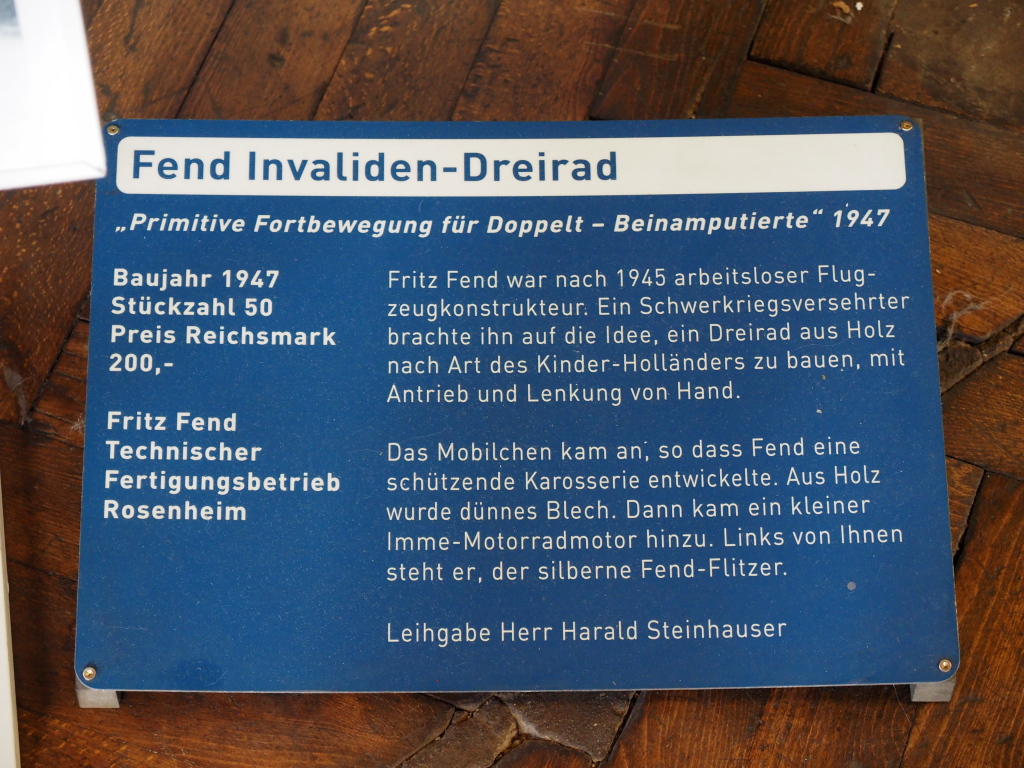 Fend Invaliden-Dreirad
„Primitive Fortbewegung für Doppelt – Beinamputierte“ 1947
Baujahr 1947
Stückzahl 50
Preis Reichsmark
200,-
Fritz Fend
Technischer
Fertigungsbetrieb
Rosenheim
Fritz Fend war nach 1945 arbeitsloser Flug-
zeugkonstrukteur. Ein Schwerkriegsversehrter
brachte ihn auf die Idee, ein Dreirad aus Holz
nach Art des Kinder-Holländers zu bauen, mit
Antrieb und Lenkung von Hand.
Das Mobilchen kam an, so dass Fend eine
schützende Karosserie entwickelte. Aus Holz
wurde dünnes Blech. Dann kam ein kleiner
Imme-Motorradmotor hinzu. Links von Ihnen
steht er, der silberne Fend-Flitzer.
Leihgabe Herr Harald Steinhauser